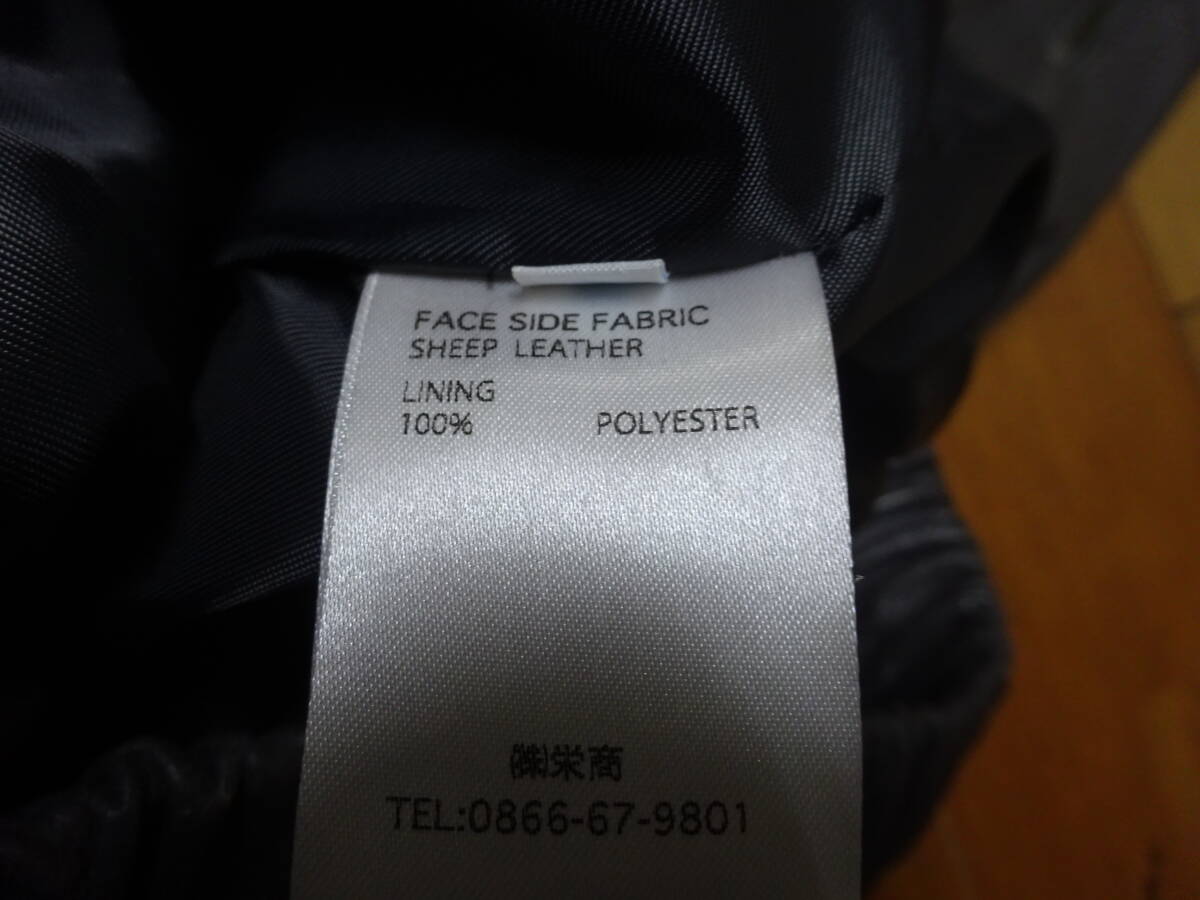 FACE SIDE FABRIC
SHEEP LEATHER
LINING
100% POLYESTER
㈱栄商
TEL:0866-67-9801